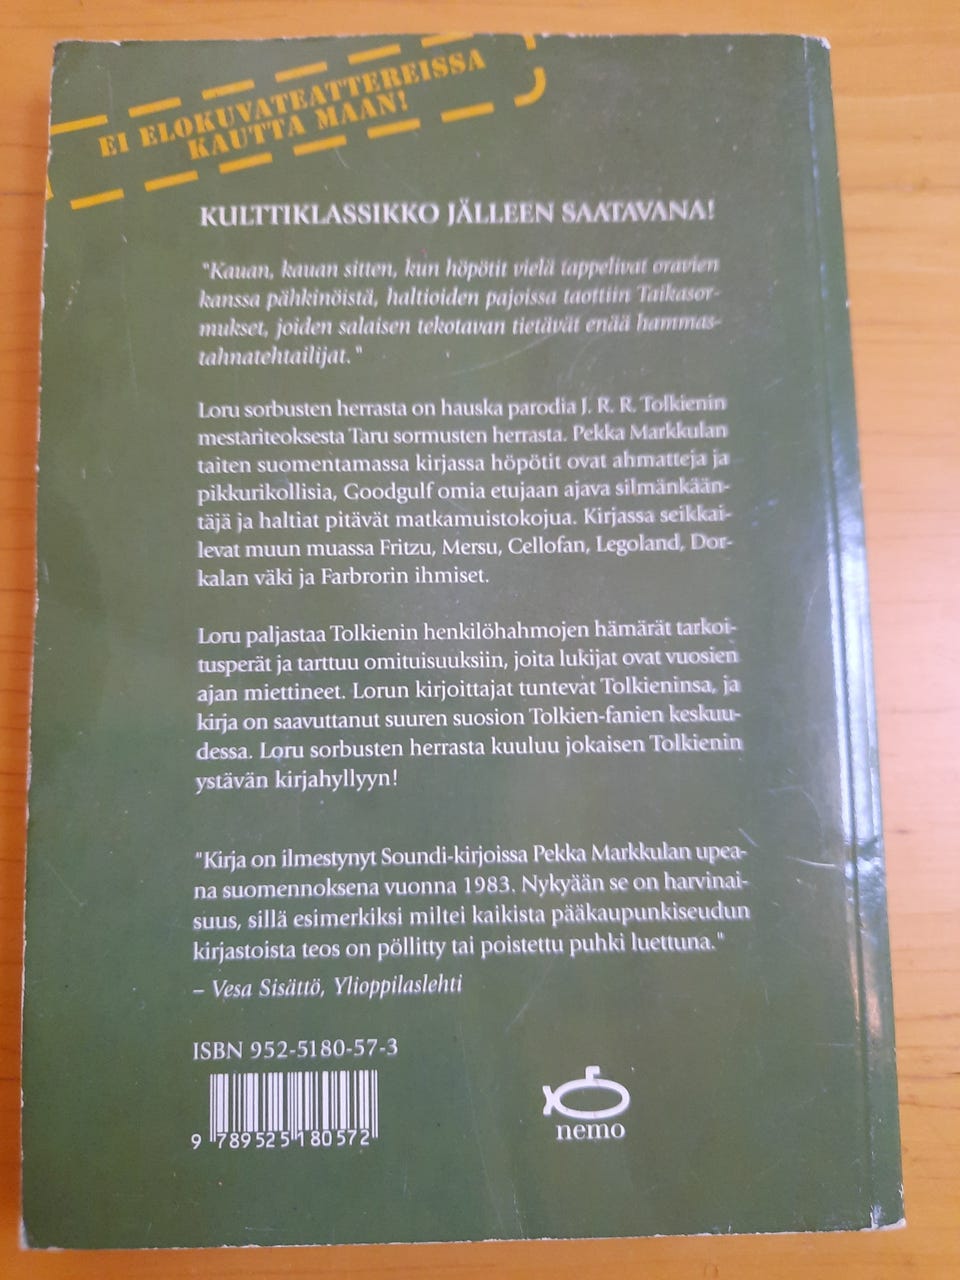 EI ELOKUVATEATTEREISSA
KAUTTA MAAN!
KULTTIKLASSIKKO JÄLLEEN SAATAVANA!
"Kauan, kauan sitten, kun höpötit vielä tappelivat oravien
kanssa pähkinöistä, haltioiden pajoissa taottiin Taikasor-
mukset, joiden salaisen tekotavan tietävät enää hammas-
tahnatehtailijat."
Loru sorbusten herrasta on hauska parodia J. R. R. Tolkienin
mestariteoksesta Taru sormusten herrasta. Pekka Markkulan
taiten suomentamassa kirjassa höpötit ovat ahmatteja ja
pikkurikollisia, Goodgulf omia etujaan ajava silmänkään-
täjä ja haltiat pitävät matkamuistokojua. Kirjassa seikkai-
levat muun muassa Fritzu, Mersu, Cellofan, Legoland, Dor-
kalan väki ja Farbrorin ihmiset.
Loru paljastaa Tolkienin henkilöhahmojen hämärät tarkoi-
tusperät ja tarttuu omituisuuksiin, joita lukijat ovat vuosien
ajan miettineet. Lorun kirjoittajat tuntevat Tolkieninsa, ja
kirja on saavuttanut suuren suosion Tolkien-fanien keskuu-
dessa. Loru sorbusten herrasta kuuluu jokaisen Tolkienin
ystävän kirjahyllyyn!
"Kirja on ilmestynyt Soundi-kirjoissa Pekka Markkulan upea-
na suomennoksena vuonna 1983. Nykyään se on harvinai-
suus, sillä esimerkiksi miltei kaikista pääkaupunkiseudun
kirjastoista teos on pöllitty tai poistettu puhki luettuna."
– Vesa Sisättö, Ylioppilaslehti
ISBN 952-5180-57-3
9 789525 180572
nemo